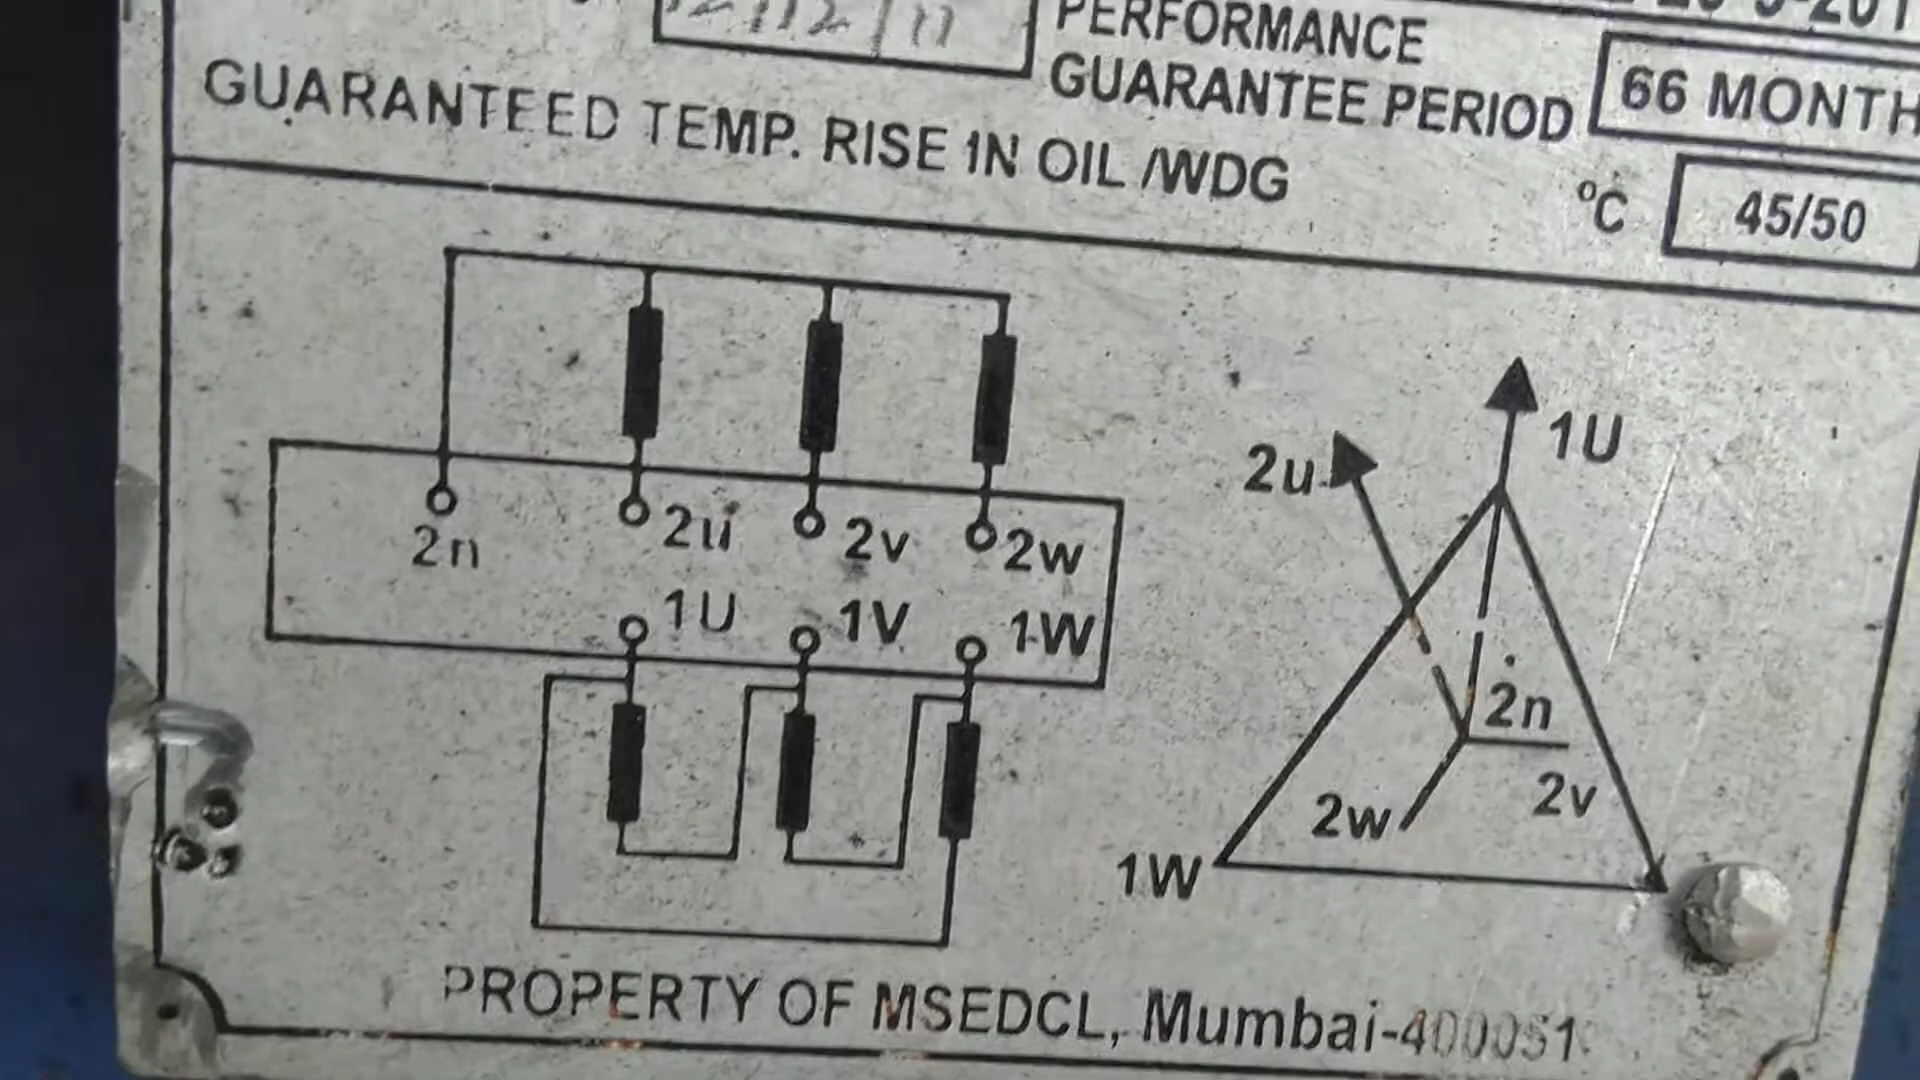 PERFORMANCE
GUARANTEE PERIOD
66 MONTH
GUARANTEED TEMP. RISE IN OIL /WDG
°C
45/50
2n
2u
2v
2w
1U
1V
1W
2u
1U
2n
2w
2v
1W
PROPERTY OF MSEDCL, Mumbai-400051